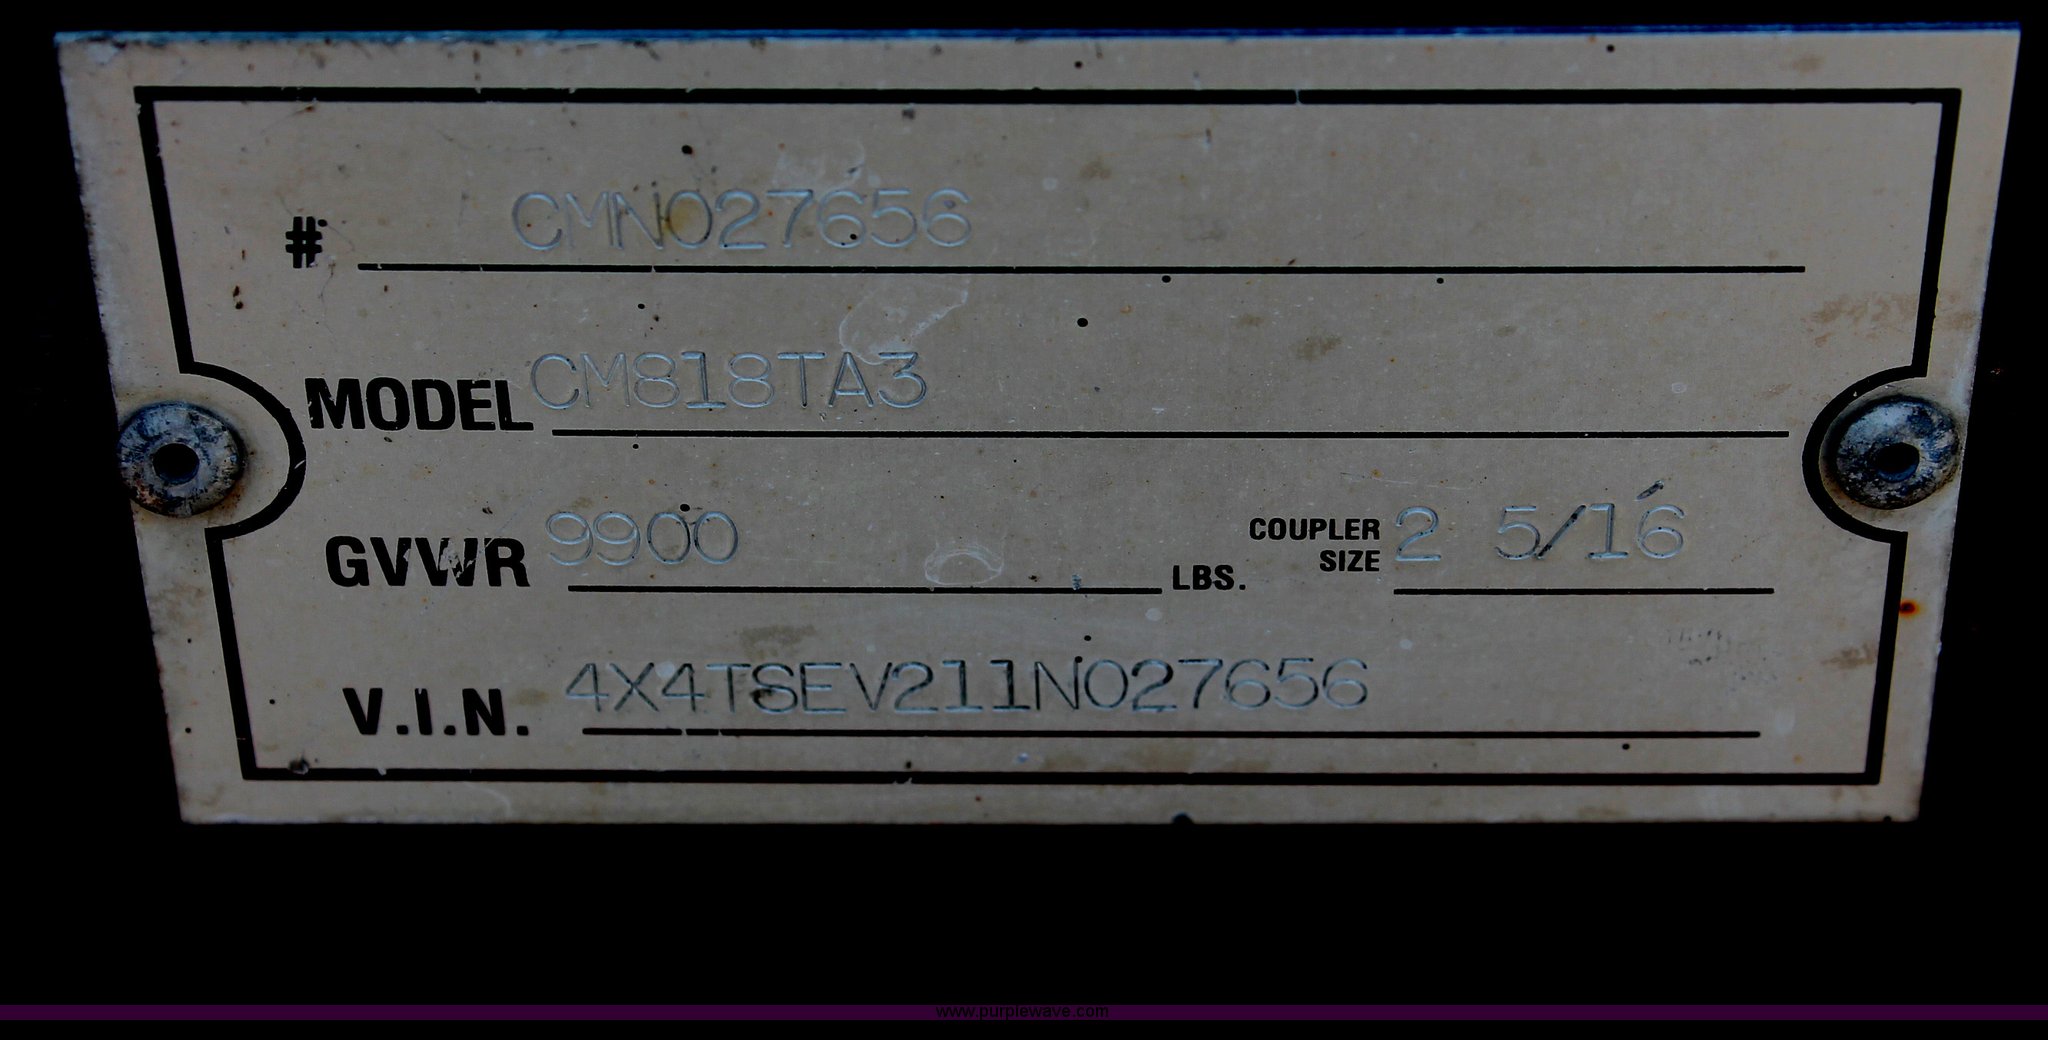 # CMN027656
MODEL CM818TA3
GVWR 9900 LBS. COUPLER SIZE 2 5/16
V.I.N. 4X4TSEV211N027656
www.purplewave.com